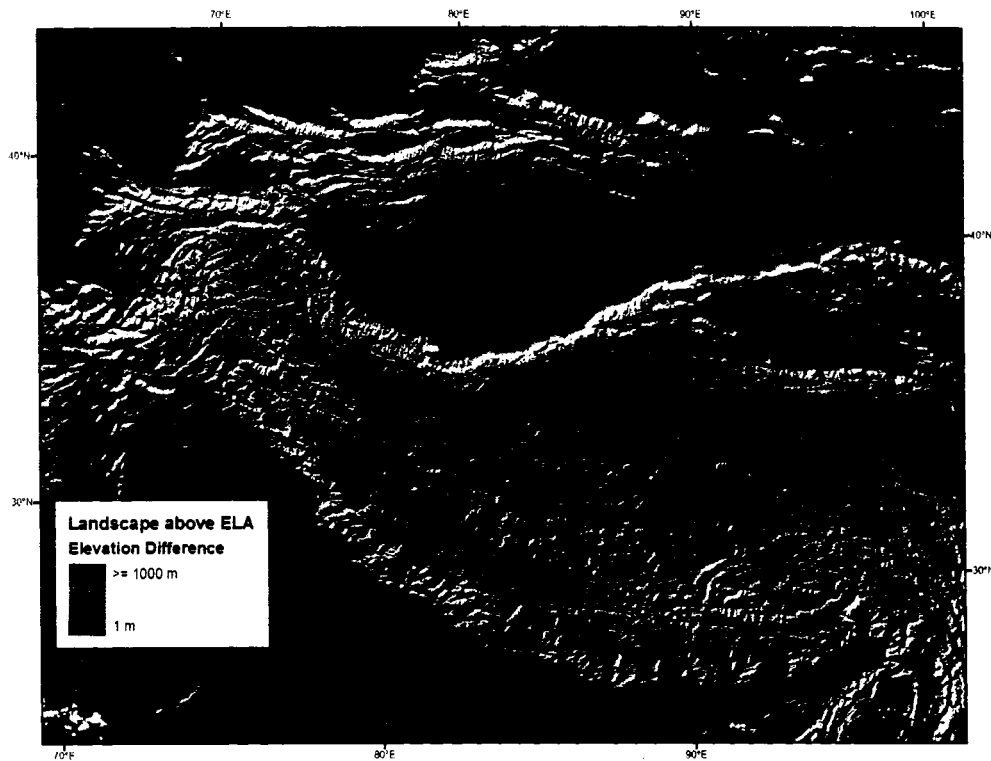 70°E 80°E 90°E 100°E
40°N
40°N
30°N
Landscape above ELA
Elevation Difference
>= 1000 m
1 m
30°N
70°E 80°E 90°E